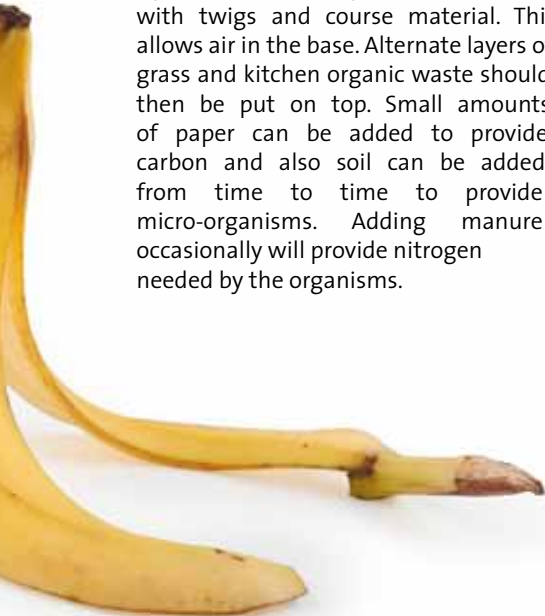 with twigs and course material. Thi
allows air in the base. Alternate layers o
grass and kitchen organic waste should
then be put on top. Small amounts
of paper can be added to provide
carbon and also soil can be added
from time to time to provide
micro-organisms. Adding manure
occasionally will provide nitrogen
needed by the organisms.